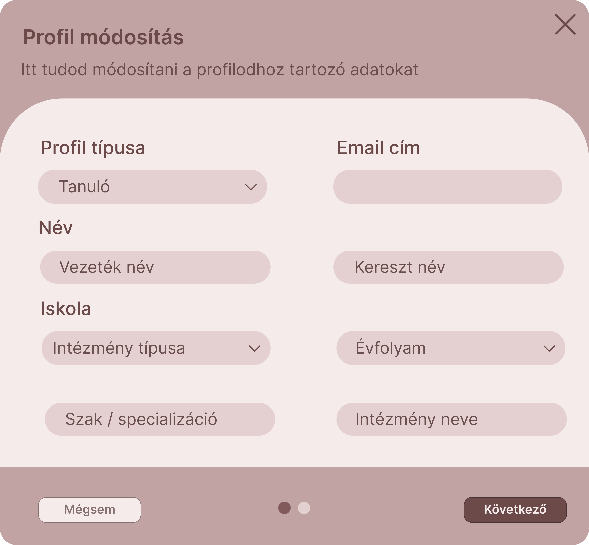 Profil módosítás
Itt tudod módosítani a profilodhoz tartozó adatokat
Profil típusa
Email cím
Tanuló
Név
Vezeték név
Kereszt név
Iskola
Intézmény típusa
Évfolyam
Szak / specializáció
Intézmény neve
Mégsem
Következő